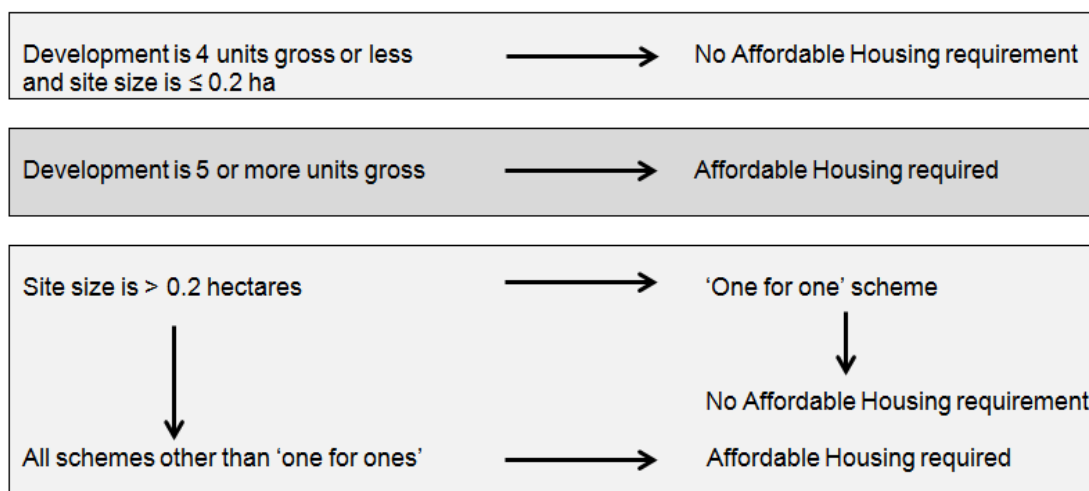 Development is 4 units gross or less
and site size is ≤ 0.2 ha
No Affordable Housing requirement
Development is 5 or more units gross
Affordable Housing required
Site size is > 0.2 hectares
‘One for one’ scheme
No Affordable Housing requirement
All schemes other than ‘one for ones’
Affordable Housing required